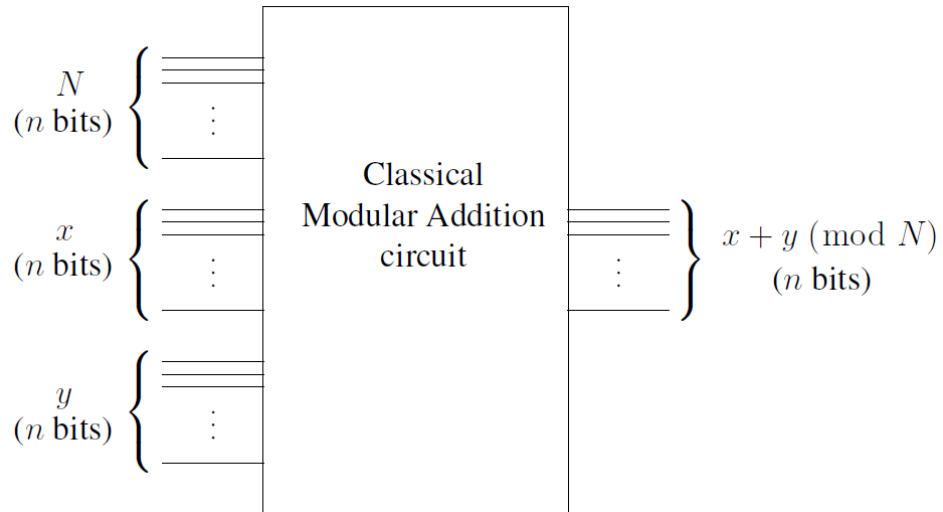 N
(n bits)
x
(n bits)
y
(n bits)
Classical
Modular Addition
circuit
x + y (mod N)
(n bits)